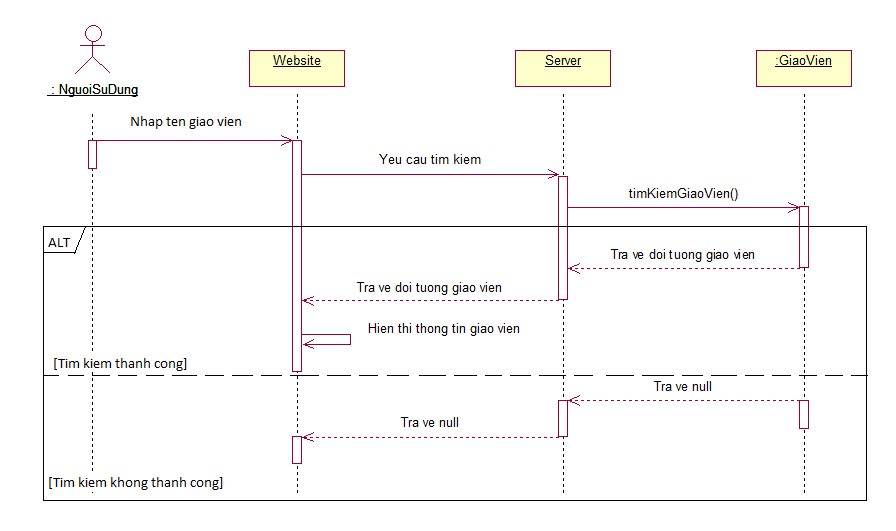 : NguoiSuDung
Website
Server
:GiaoVien
Nhap ten giao vien
Yeu cau tim kiem
timKiemGiaoVien()
ALT
Tra ve doi tuong giao vien
Tra ve doi tuong giao vien
Hien thi thong tin giao vien
[Tim kiem thanh cong]
Tra ve null
Tra ve null
[Tim kiem khong thanh cong]